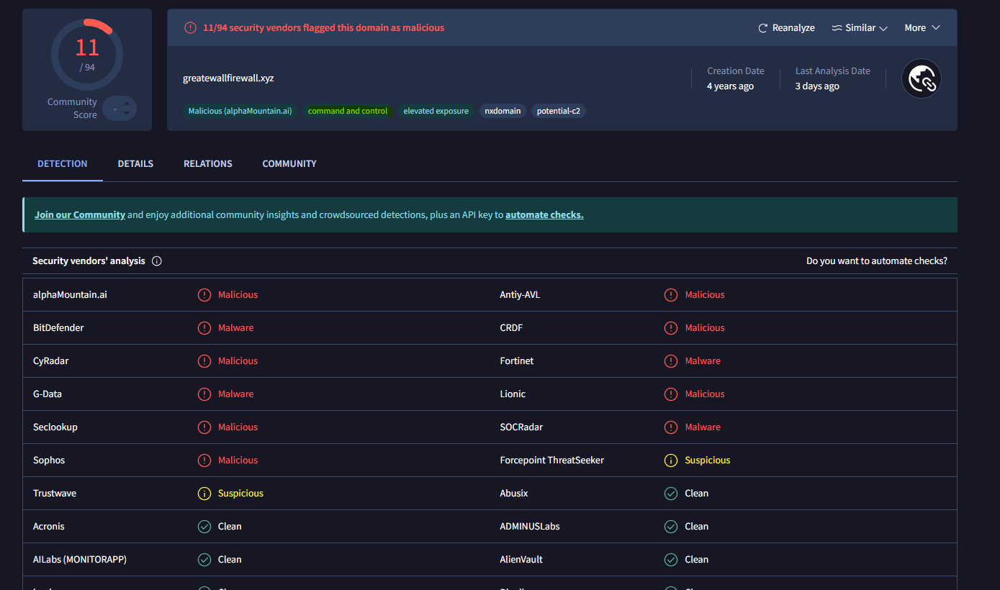 11
/ 94
Community
Score
11/94 security vendors flagged this domain as malicious
Reanalyze
Similar
More
greatewallfirewall.xyz
Creation Date
4 years ago
Last Analysis Date
3 days ago
Malicious (alphaMountain.ai)
command and control
elevated exposure
nxdomain
potential-c2
DETECTION
DETAILS
RELATIONS
COMMUNITY
Join our Community and enjoy additional community insights and crowdsourced detections, plus an API key to automate checks.
Security vendors' analysis
Do you want to automate checks?
alphaMountain.ai Malicious Antiy-AVL Malicious
BitDefender Malware CRDF Malicious
CyRadar Malicious Fortinet Malware
G-Data Malware Lionic Malicious
Seclookup Malicious SOCRadar Malware
Sophos Malicious Forcepoint ThreatSeeker Suspicious
Trustwave Suspicious Abusix Clean
Acronis Clean ADMINUSLabs Clean
AILabs (MONITORAPP) Clean AlienVault Clean